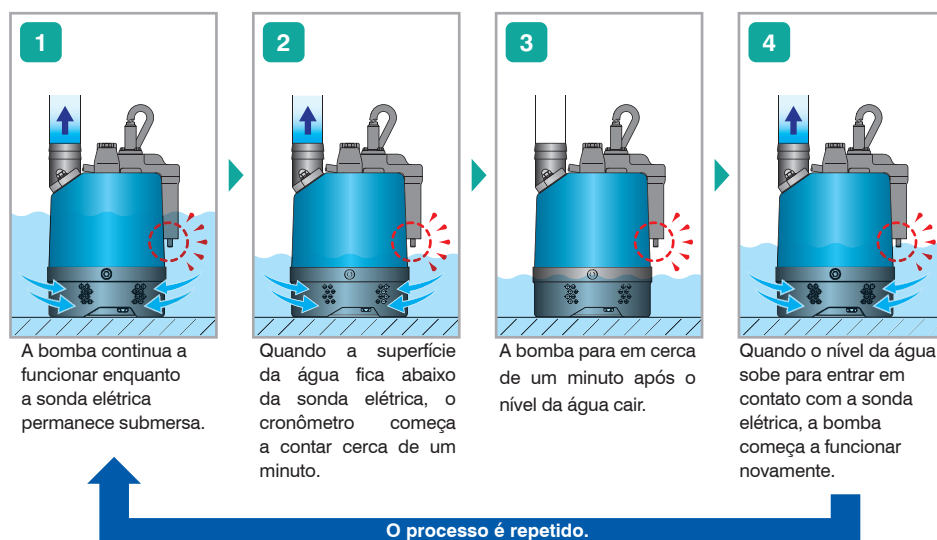 1
A bomba continua a
funcionar enquanto
a sonda elétrica
permanece submersa.
2
Quando a superfície
da água fica abaixo
da sonda elétrica, o
cronômetro começa
a contar cerca de um
minuto.
3
A bomba para em cerca
de um minuto após o
nível da água cair.
4
Quando o nível da água
sobe para entrar em
contato com a sonda
elétrica, a bomba
começa a funcionar
novamente.
O processo é repetido.